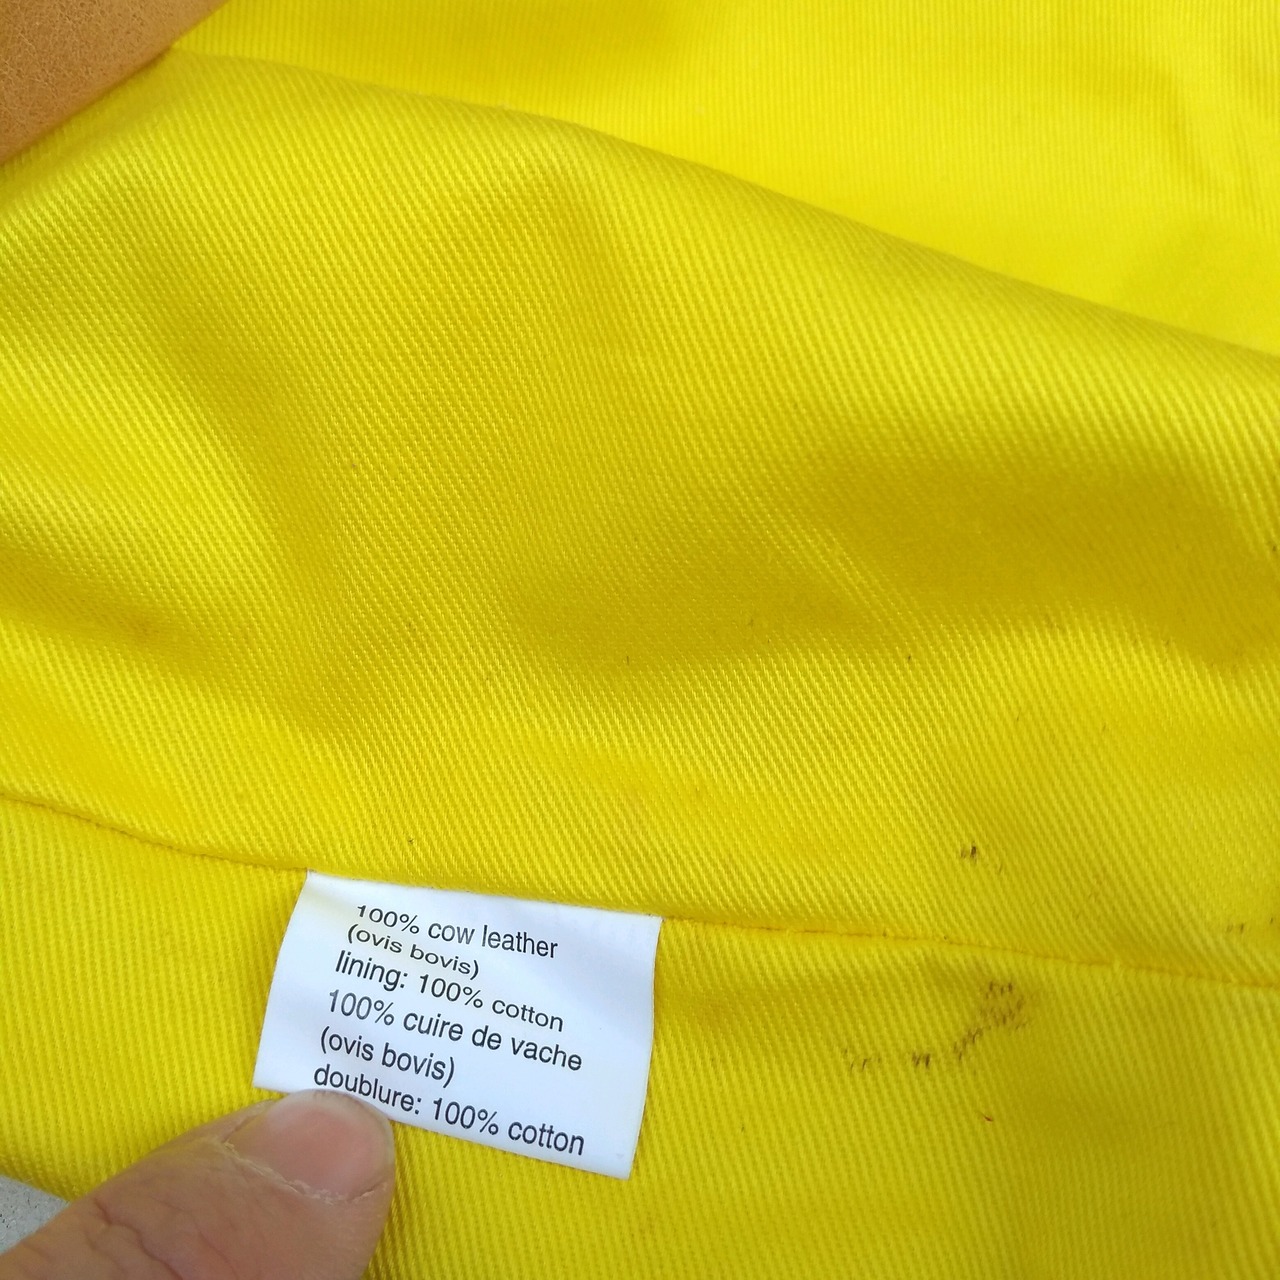 100% cow leather
(ovis bovis)
lining: 100% cotton
100% cuire de vache
(ovis bovis)
doublure: 100% cotton